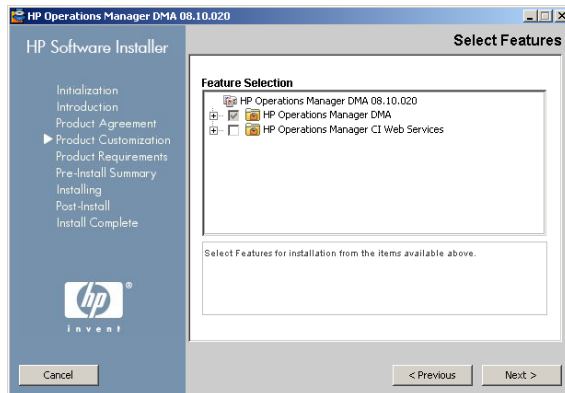 HP Operations Manager DMA 08.10.020
HP Software Installer
Select Features
Initialization
Introduction
Product Agreement
Product Customization
Product Requirements
Pre-Install Summary
Installing
Post-Install
Install Complete
Feature Selection
HP Operations Manager DMA 08.10.020
HP Operations Manager DMA
HP Operations Manager CI Web Services
Select Features for installation from the items available above.
hp
®
invent
Cancel
< Previous
Next >